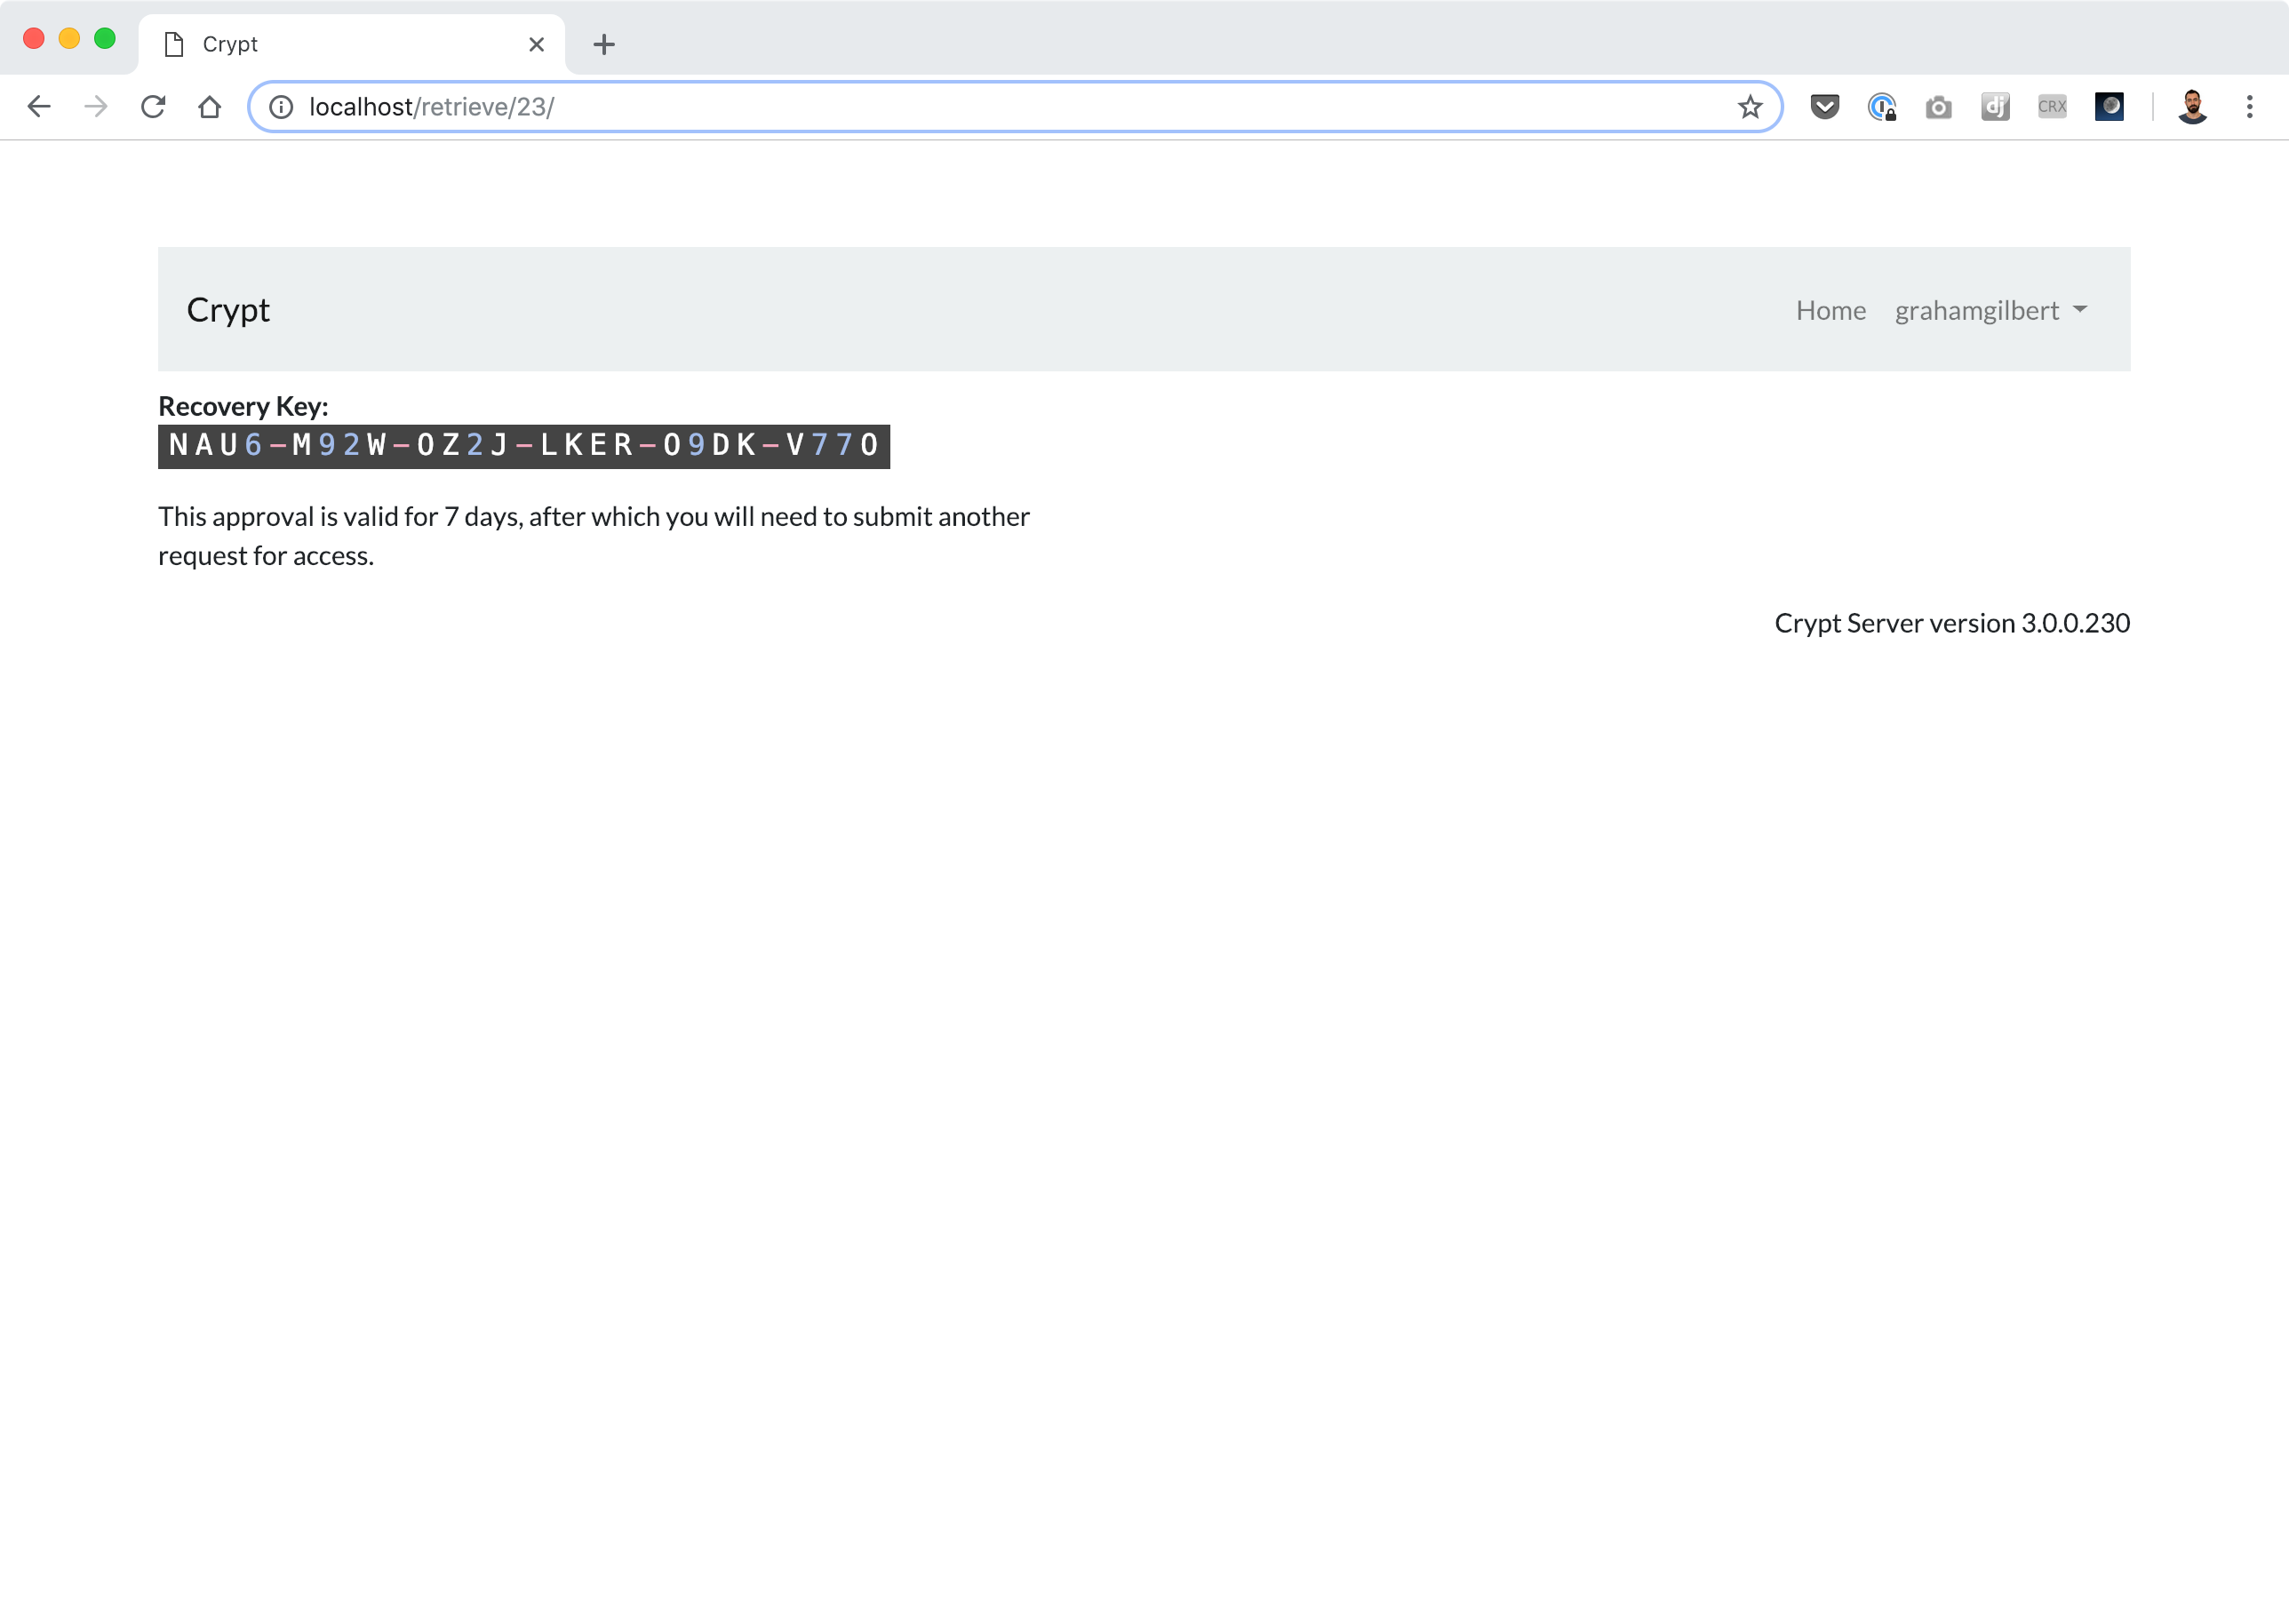 Crypt
localhost/retrieve/23/
dj
CRX
Crypt
Home grahamgilbert
Recovery Key:
NAU6-M92W-OZ2J-LKER-O9DK-V77O
This approval is valid for 7 days, after which you will need to submit another
request for access.
Crypt Server version 3.0.0.230